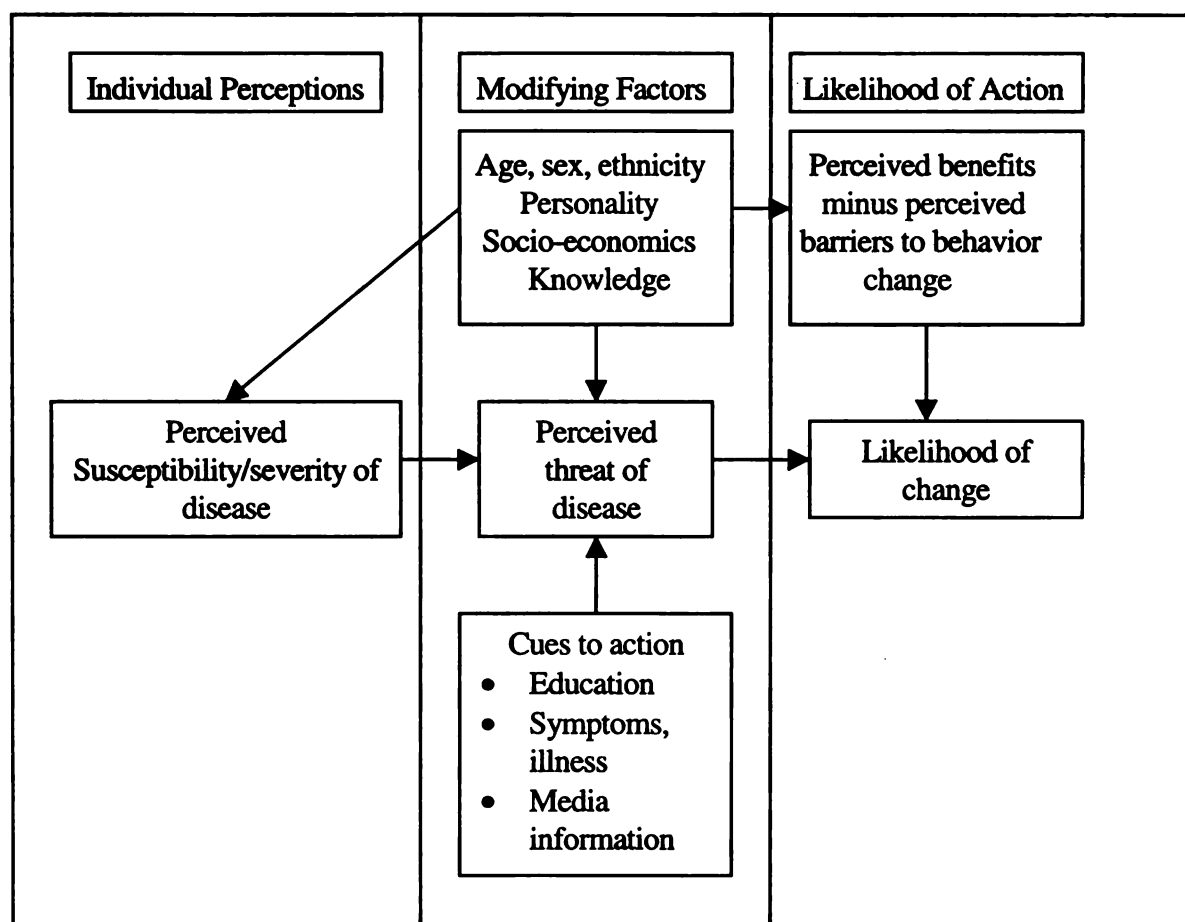 Individual Perceptions
Modifying Factors
Likelihood of Action
Age, sex, ethnicity
Personality
Socio-economics
Knowledge
Perceived benefits
minus perceived
barriers to behavior
change
Perceived
Susceptibility/severity of
disease
Perceived
threat of
disease
Likelihood of
change
Cues to action
• Education
• Symptoms,
illness
• Media
information